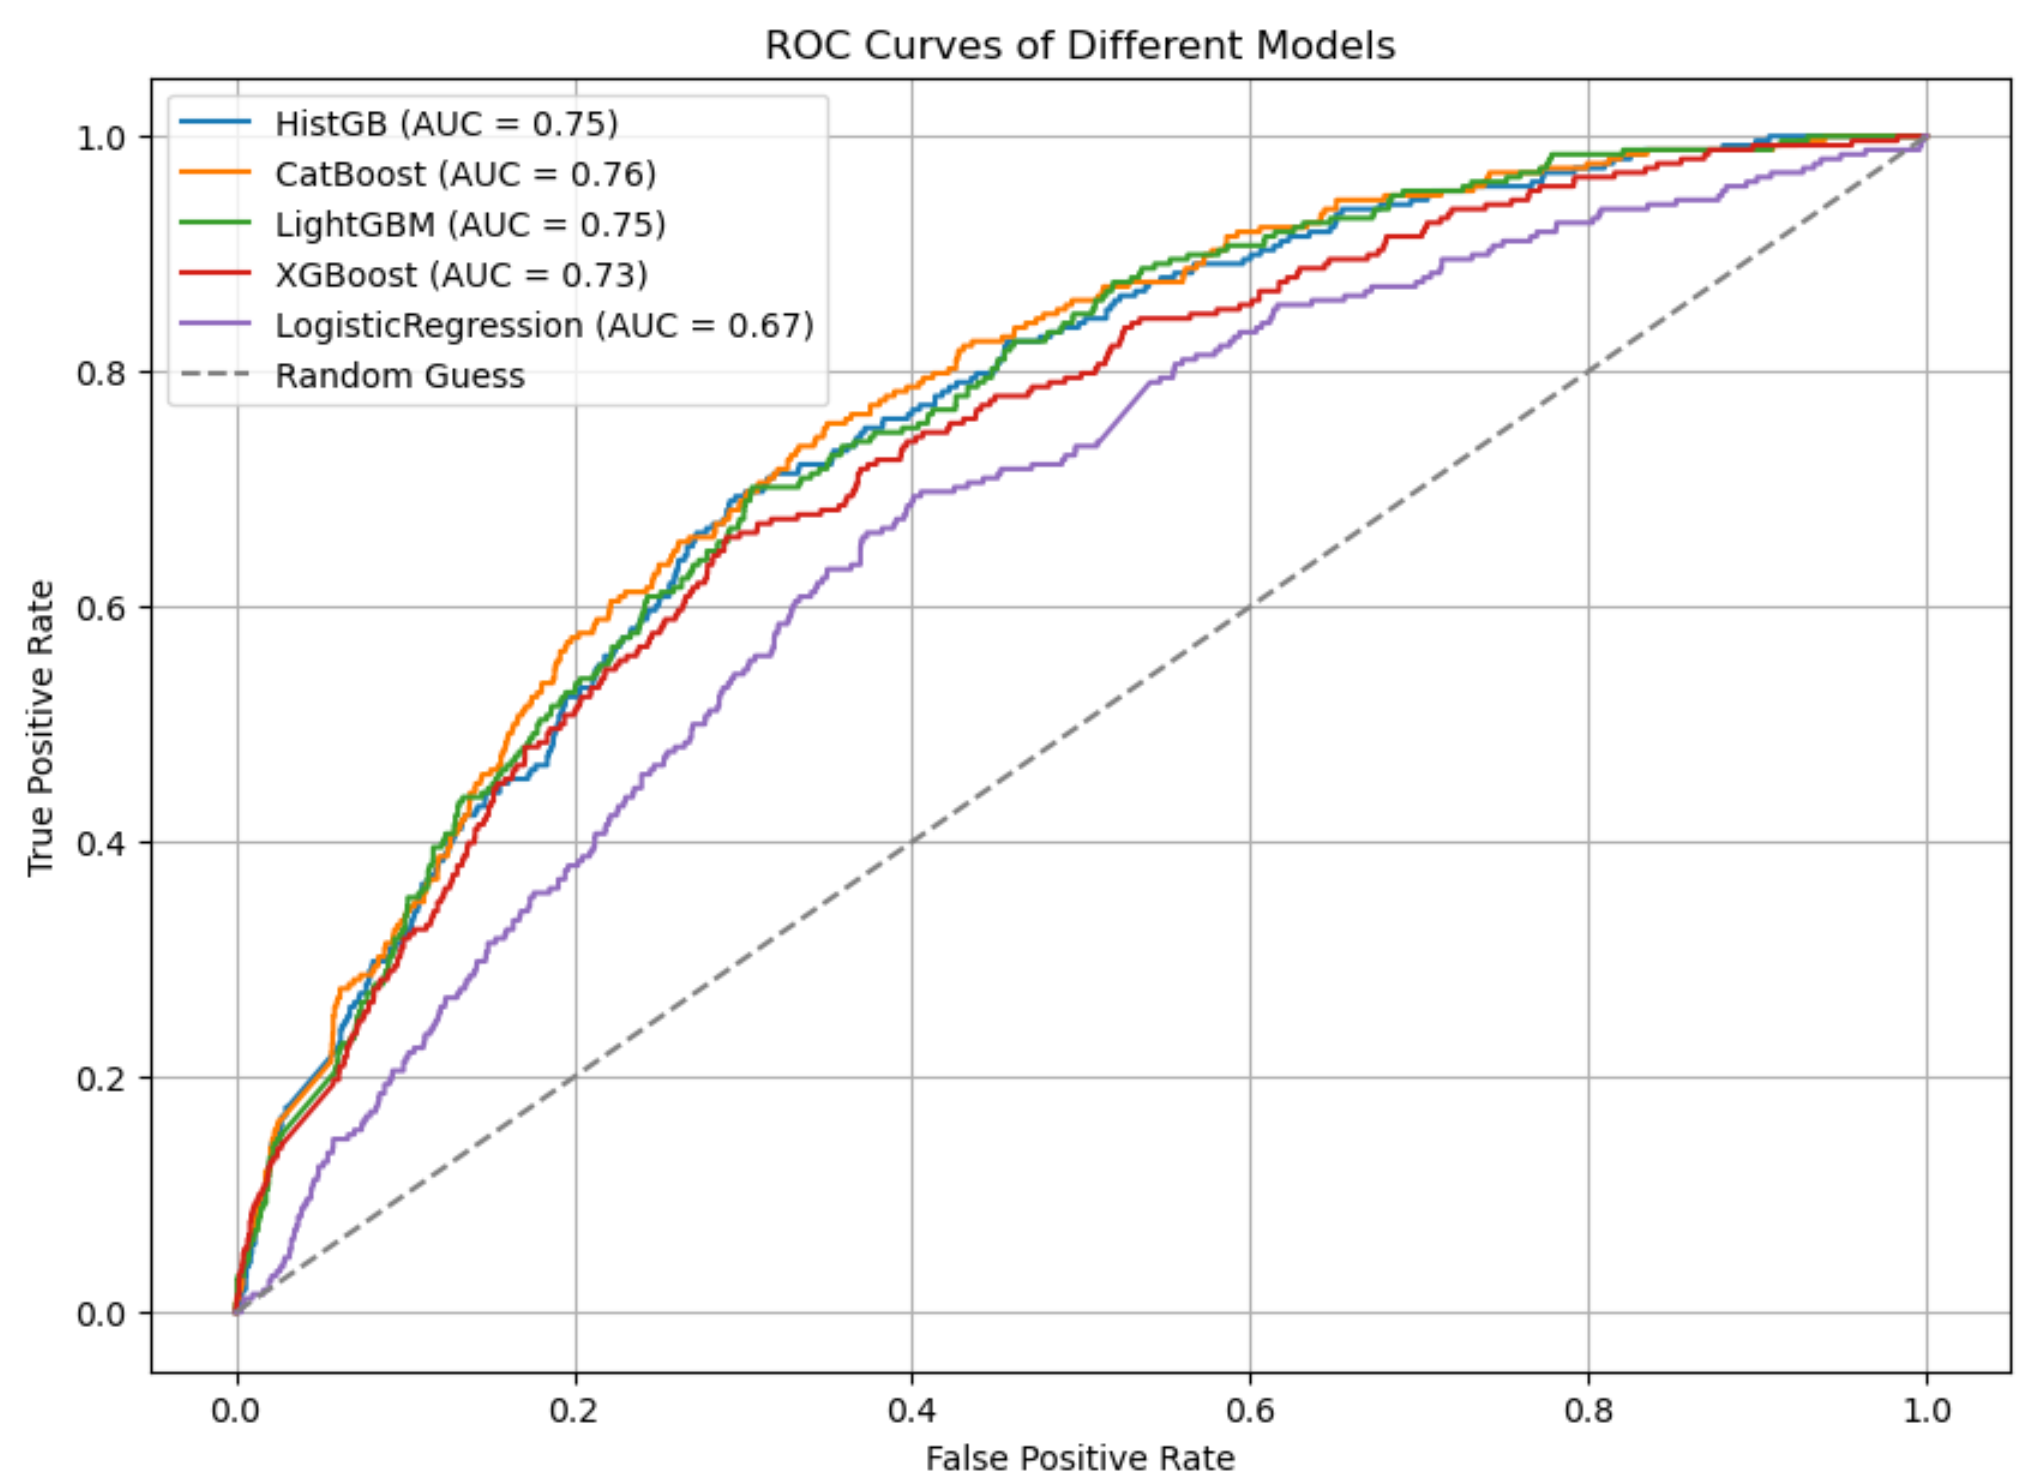 ROC Curves of Different Models
HistGB (AUC = 0.75)
CatBoost (AUC = 0.76)
LightGBM (AUC = 0.75)
XGBoost (AUC = 0.73)
LogisticRegression (AUC = 0.67)
Random Guess
True Positive Rate
1.0
0.8
0.6
0.4
0.2
0.0
0.0 0.2 0.4 0.6 0.8 1.0
False Positive Rate